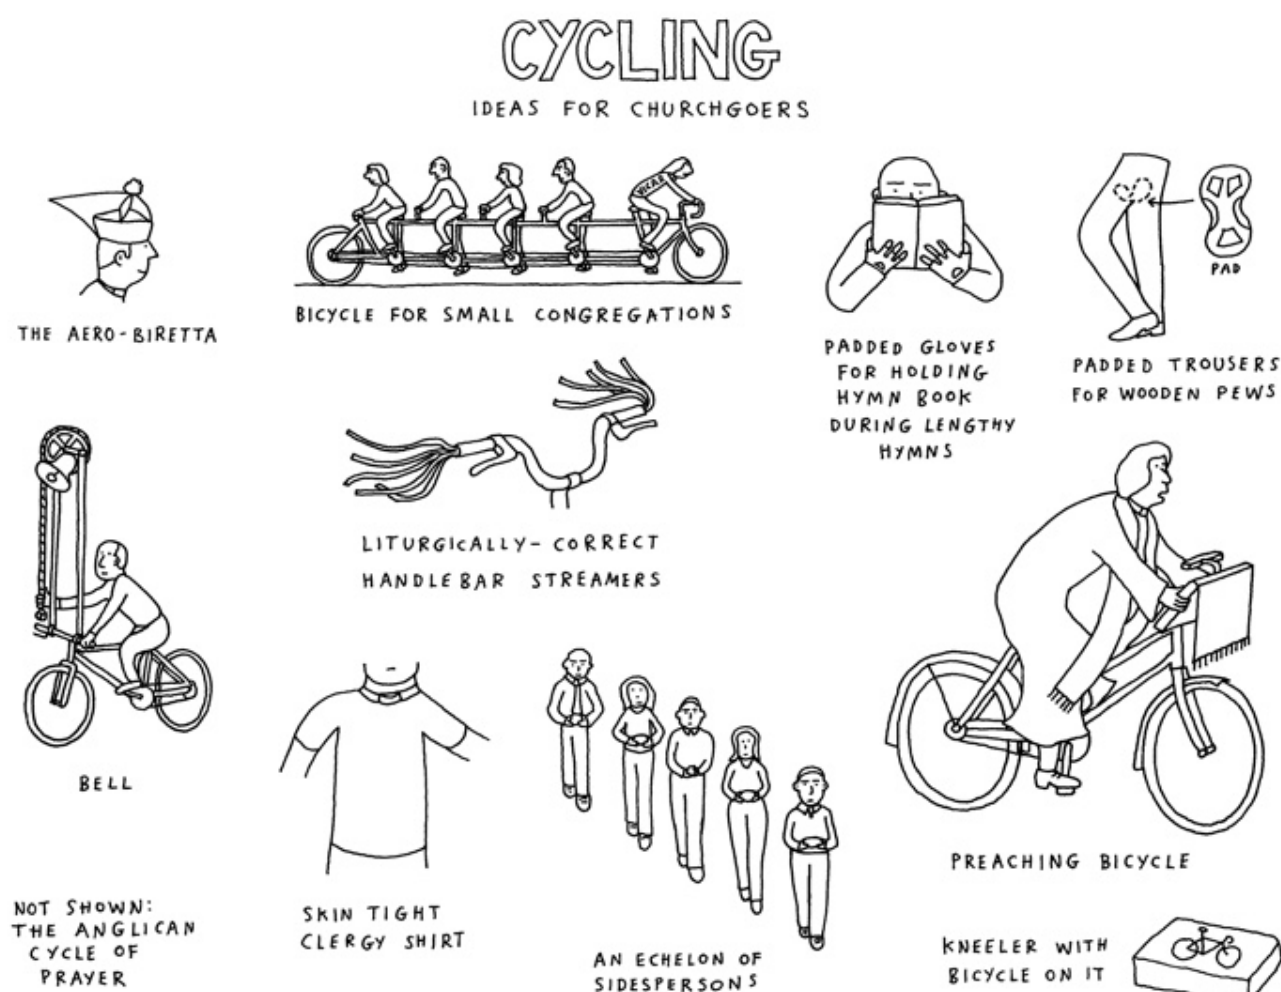 CYCLING
IDEAS FOR CHURCHGOERS
THE AERO-BIRETTA
VICAR
BICYCLE FOR SMALL CONGREGATIONS
PADDED GLOVES
FOR HOLDING
HYMN BOOK
DURING LENGTHY
HYMNS
PAD
PADDED TROUSERS
FOR WOODEN PEWS
BELL
LITURGICALLY-CORRECT
HANDLEBAR STREAMERS
PREACHING BICYCLE
NOT SHOWN:
THE ANGLICAN
CYCLE OF
PRAYER
SKIN TIGHT
CLERGY SHIRT
AN ECHELON OF
SIDESPERSONS
KNEELER WITH
BICYCLE ON IT